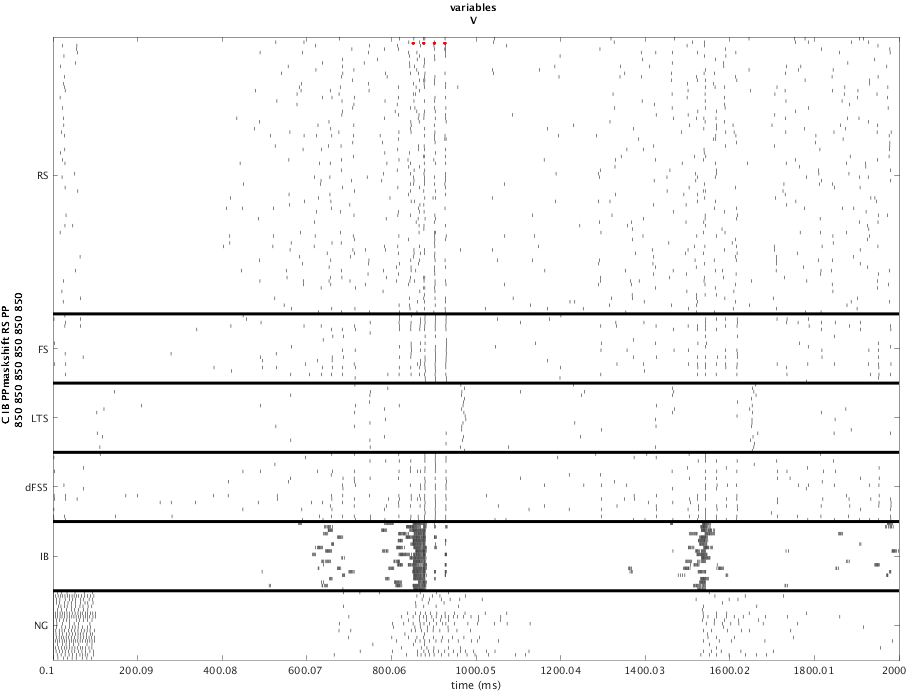 variables
V
RS
FS
LTS
dFS5
IB
NG
C IB PPmaskshift RS PP
850 850 850 850 850 850
0.1 200.09 400.08 600.07 800.06 1000.05 1200.04 1400.03 1600.02 1800.01 2000
time (ms)